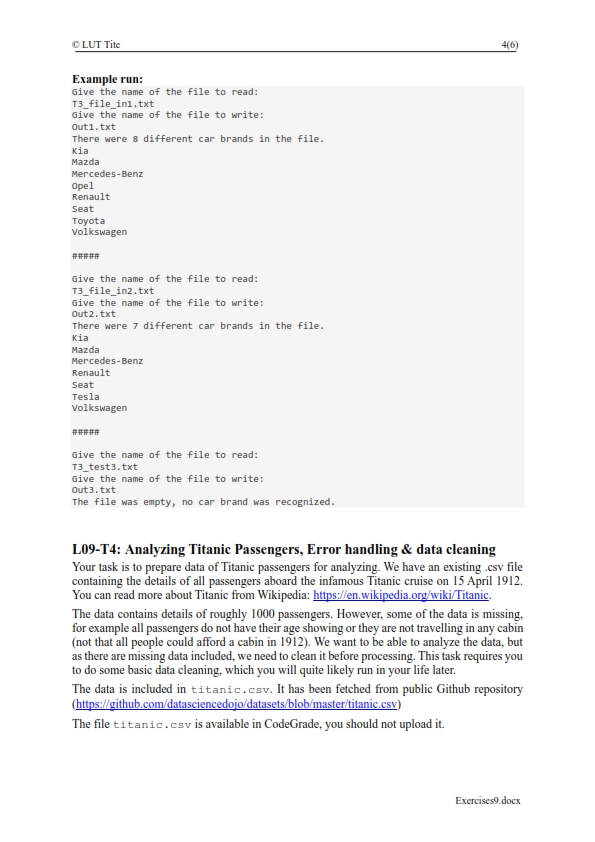 © LUT Tite 4(6)
Example run:
Give the name of the file to read:
T3_file_in1.txt
Give the name of the file to write:
Out1.txt
There were 8 different car brands in the file.
Kia
Mazda
Mercedes-Benz
Opel
Renault
Seat
Toyota
Volkswagen
#####
Give the name of the file to read:
T3_file_in2.txt
Give the name of the file to write:
Out2.txt
There were 7 different car brands in the file.
Kia
Mazda
Mercedes-Benz
Renault
Seat
Tesla
Volkswagen
#####
Give the name of the file to read:
T3_test3.txt
Give the name of the file to write:
Out3.txt
The file was empty, no car brand was recognized.
L09-T4: Analyzing Titanic Passengers, Error handling & data cleaning
Your task is to prepare data of Titanic passengers for analyzing. We have an existing .csv file
containing the details of all passengers aboard the infamous Titanic cruise on 15 April 1912.
You can read more about Titanic from Wikipedia: https://en.wikipedia.org/wiki/Titanic.
The data contains details of roughly 1000 passengers. However, some of the data is missing,
for example all passengers do not have their age showing or they are not travelling in any cabin
(not that all people could afford a cabin in 1912). We want to be able to analyze the data, but
as there are missing data included, we need to clean it before processing. This task requires you
to do some basic data cleaning, which you will quite likely run in your life later.
The data is included in titanic.csv. It has been fetched from public Github repository
(https://github.com/datasciencedojo/datasets/blob/master/titanic.csv)
The file titanic.csv is available in CodeGrade, you should not upload it.
Exercises9.docx